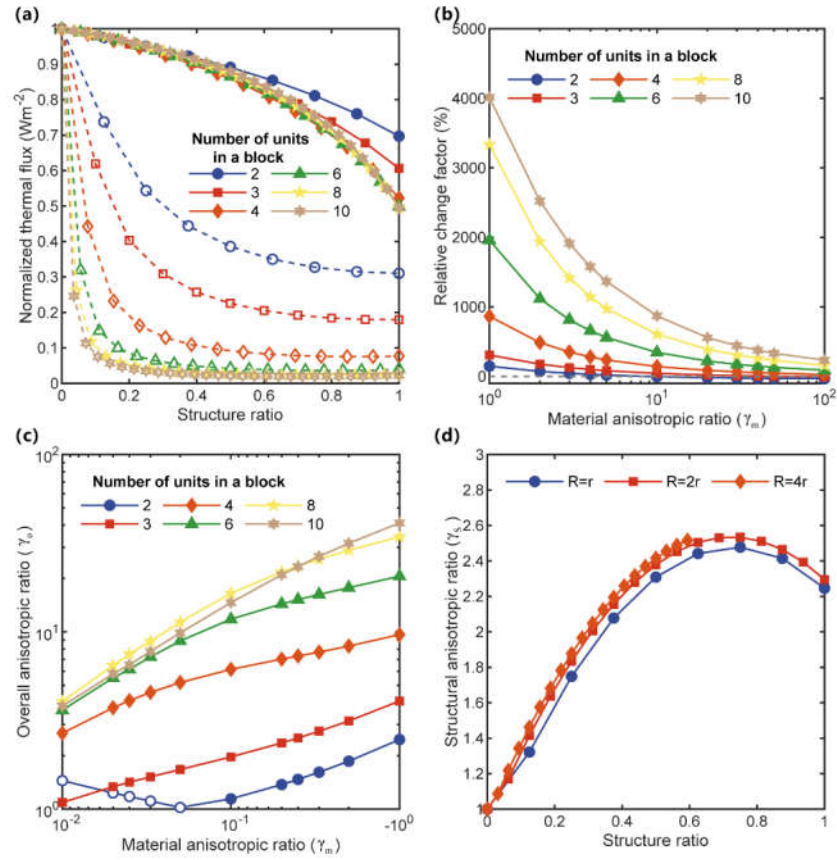 (a)
Normalized thermal flux (Wm-2)
1
0.9
0.8
0.7
0.6
0.5
0.4
0.3
0.2
0.1
0
Number of units
in a block
2 6
3 8
4 10
0 0.2 0.4 0.6 0.8 1
Structure ratio
(b)
Relative change factor (%)
5000
4000
3000
2000
1000
0
Number of units in a block
2 4 8
3 6 10
10⁰ 10¹ 10²
Material anisotropic ratio (γm)
(c)
Overall anisotropic ratio (γo)
10²
10¹
10⁰
Number of units in a block
2 4 8
3 6 10
10-2 10-1 -10⁰
Material anisotropic ratio (γm)
(d)
Structural anisotropic ratio (γS)
3
2.8
2.6
2.4
2.2
2
1.8
1.6
1.4
1.2
1
R=r R=2r R=4r
0 0.2 0.4 0.6 0.8 1
Structure ratio